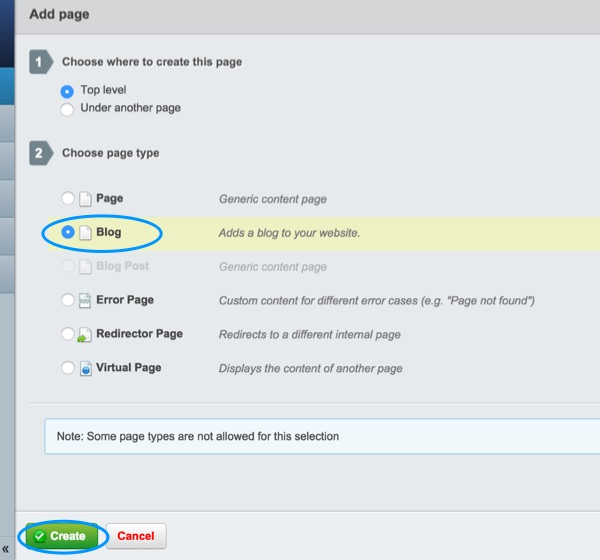 Add page
1 Choose where to create this page
Top level
Under another page
2 Choose page type
Page Generic content page
Blog Adds a blog to your website.
Blog Post Generic content page
Error Page Custom content for different error cases (e.g. "Page not found")
Redirector Page Redirects to a different internal page
Virtual Page Displays the content of another page
Note: Some page types are not allowed for this selection
« Create Cancel